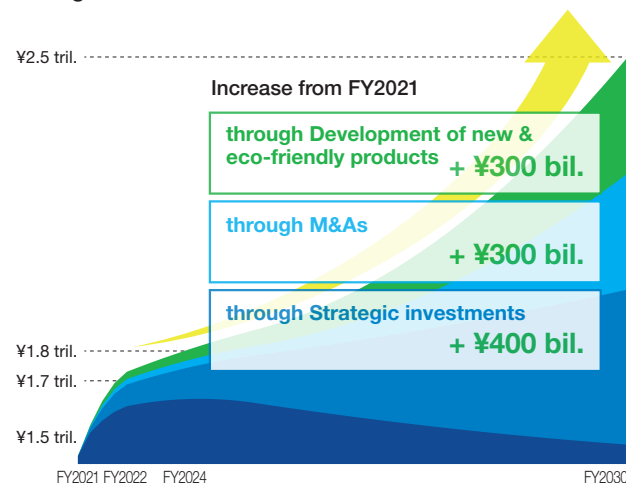 ¥2.5 tril.
Increase from FY2021
through Development of new &
eco-friendly products
+ ¥300 bil.
through M&As
+ ¥300 bil.
through Strategic investments
+ ¥400 bil.
¥1.8 tril.
¥1.7 tril.
¥1.5 tril.
FY2021 FY2022 FY2024 FY2030